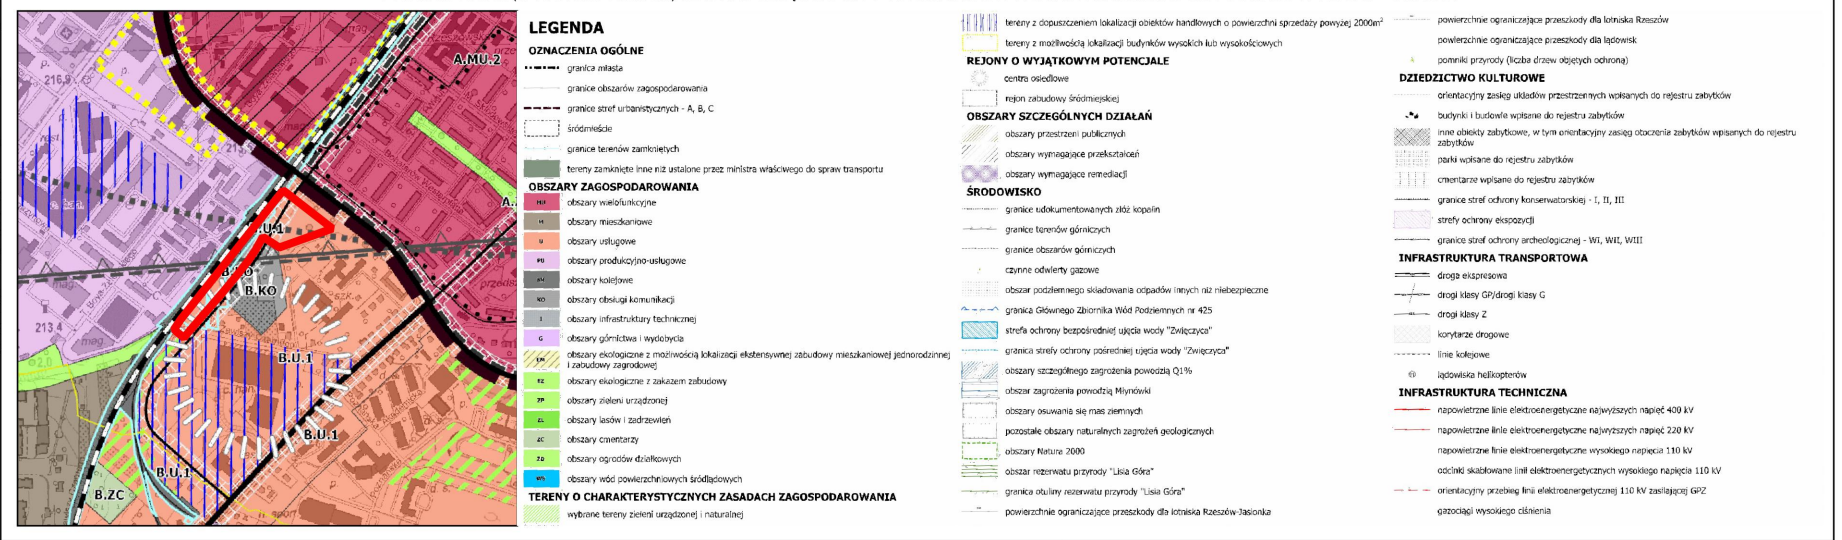 A.MU.2
216,9
B.KO
B.KO
213,4
mag.
B.U.1
B.U.1
B.U.1
B.ZC
LEGENDA
OZNACZENIA OGÓLNE
granica miasta
granice obszarów zagospodarowania
granice stref urbanistycznych - A, B, C
śródmieście
granice terenów zamkniętych
tereny zamknięte inne niż ustalone przez ministra właściwego do spraw transportu
OBSZARY ZAGOSPODAROWANIA
MU obszary wielofunkcyjne
M obszary mieszkaniowe
U obszary usługowe
PU obszary produkcyjno-usługowe
obszary kolejowe
KO obszary obsługi komunikacji
I obszary infrastruktury technicznej
G obszary górnictwa i wydobycia
obszary ekologiczne z możliwością lokalizacji ekstensywnej zabudowy mieszkaniowej jednorodzinnej
i zabudowy zagrodowej
obszary ekologiczne z zakazem zabudowy
ZP obszary zieleni urządzonej
ZL obszary lasów i zadrzewień
ZC obszary cmentarzy
ZD obszary ogrodów działkowych
WS obszary wód powierzchniowych śródlądowych
TERENY O CHARAKTERYSTYCZNYCH ZASADACH ZAGOSPODAROWANIA
wybrane tereny zieleni urządzonej i naturalnej
tereny z dopuszczeniem lokalizacji obiektów handlowych o powierzchni sprzedaży powyżej 2000m²
tereny z możliwością lokalizacji budynków wysokich lub wysokościowych
REJONY O WYJĄTKOWYM POTENCJALE
centra osiedlowe
rejon zabudowy śródmiejskiej
OBSZARY SZCZEGÓLNYCH DZIAŁAŃ
obszary przestrzeni publicznych
obszary wymagające przekształceń
obszary wymagające remediacji
ŚRODOWISKO
granice udokumentowanych złóż kopalin
granice terenów górniczych
granice obszarów górniczych
czynne odwierty gazowe
obszar podziemnego składowania odpadów innych niż niebezpieczne
granica Głównego Zbiornika Wód Podziemnych nr 425
strefa ochrony bezpośredniej ujęcia wody "Zwięczyca"
granica strefy ochrony pośredniej ujęcia wody "Zwięczyca"
obszary szczególnego zagrożenia powodzią Q1%
obszar zagrożenia powodzią Młynówki
obszary osuwania się mas ziemnych
pozostałe obszary naturalnych zagrożeń geologicznych
obszary Natura 2000
obszar rezerwatu przyrody "Lisia Góra"
granica otuliny rezerwatu przyrody "Lisia Góra"
powierzchnie ograniczające przeszkody dla lotniska Rzeszów-Jasionka
powierzchnie ograniczające przeszkody dla lotniska Rzeszów
powierzchnie ograniczające przeszkody dla lądowisk
pomniki przyrody (liczba drzew objętych ochroną)
DZIEDZICTWO KULTUROWE
orientacyjny zasięg układów przestrzennych wpisanych do rejestru zabytków
budynki i budowle wpisane do rejestru zabytków
inne obiekty zabytkowe, w tym orientacyjny zasięg otoczenia zabytków wpisanych do rejestru
zabytków
parki wpisane do rejestru zabytków
cmentarze wpisane do rejestru zabytków
granice stref ochrony konserwatorskiej - I, II, III
strefy ochrony ekspozycji
granice stref ochrony archeologicznej - WI, WII, WIII
INFRASTRUKTURA TRANSPORTOWA
droge ekspresowa
drogi klasy GP/drogi klasy G
drogi klasy Z
korytarze drogowe
linie kolejowe
lądowiska helikopterów
INFRASTRUKTURA TECHNICZNA
napowietrzne linie elektroenergetyczne najwyższych napięć 400 kV
napowietrzne linie elektroenergetyczne najwyższych napięć 220 kV
napowietrzne linie elektroenergetyczne wysokiego napięcia 110 kV
odcinki skablowane linii elektroenergetycznych wysokiego napięcia 110 kV
orientacyjny przebieg linii elektroenergetycznej 110 kV zasilającej GPZ
gazociągi wysokiego ciśnienia